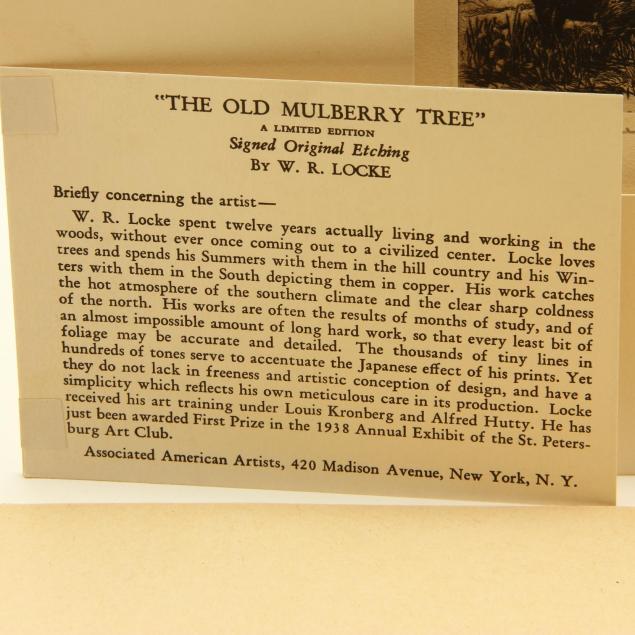 "THE OLD MULBERRY TREE"
A LIMITED EDITION
Signed Original Etching
By W. R. LOCKE
Briefly concerning the artist—
W. R. Locke spent twelve years actually living and working in the
woods, without ever once coming out to a civilized center. Locke loves
trees and spends his Summers with them in the hill country and his Win-
ters with them in the South depicting them in copper. His work catches
the hot atmosphere of the southern climate and the clear sharp coldness
of the north. His works are often the results of months of study, and of
an almost impossible amount of long hard work, so that every least bit of
foliage may be accurate and detailed. The thousands of tiny lines in
hundreds of tones serve to accentuate the Japanese effect of his prints. Yet
they do not lack in freeness and artistic conception of design, and have a
simplicity which reflects his own meticulous care in its production. Locke
received his art training under Louis Kronberg and Alfred Hutty. He has
just been awarded First Prize in the 1938 Annual Exhibit of the St. Peters-
burg Art Club.
Associated American Artists, 420 Madison Avenue, New York, N. Y.